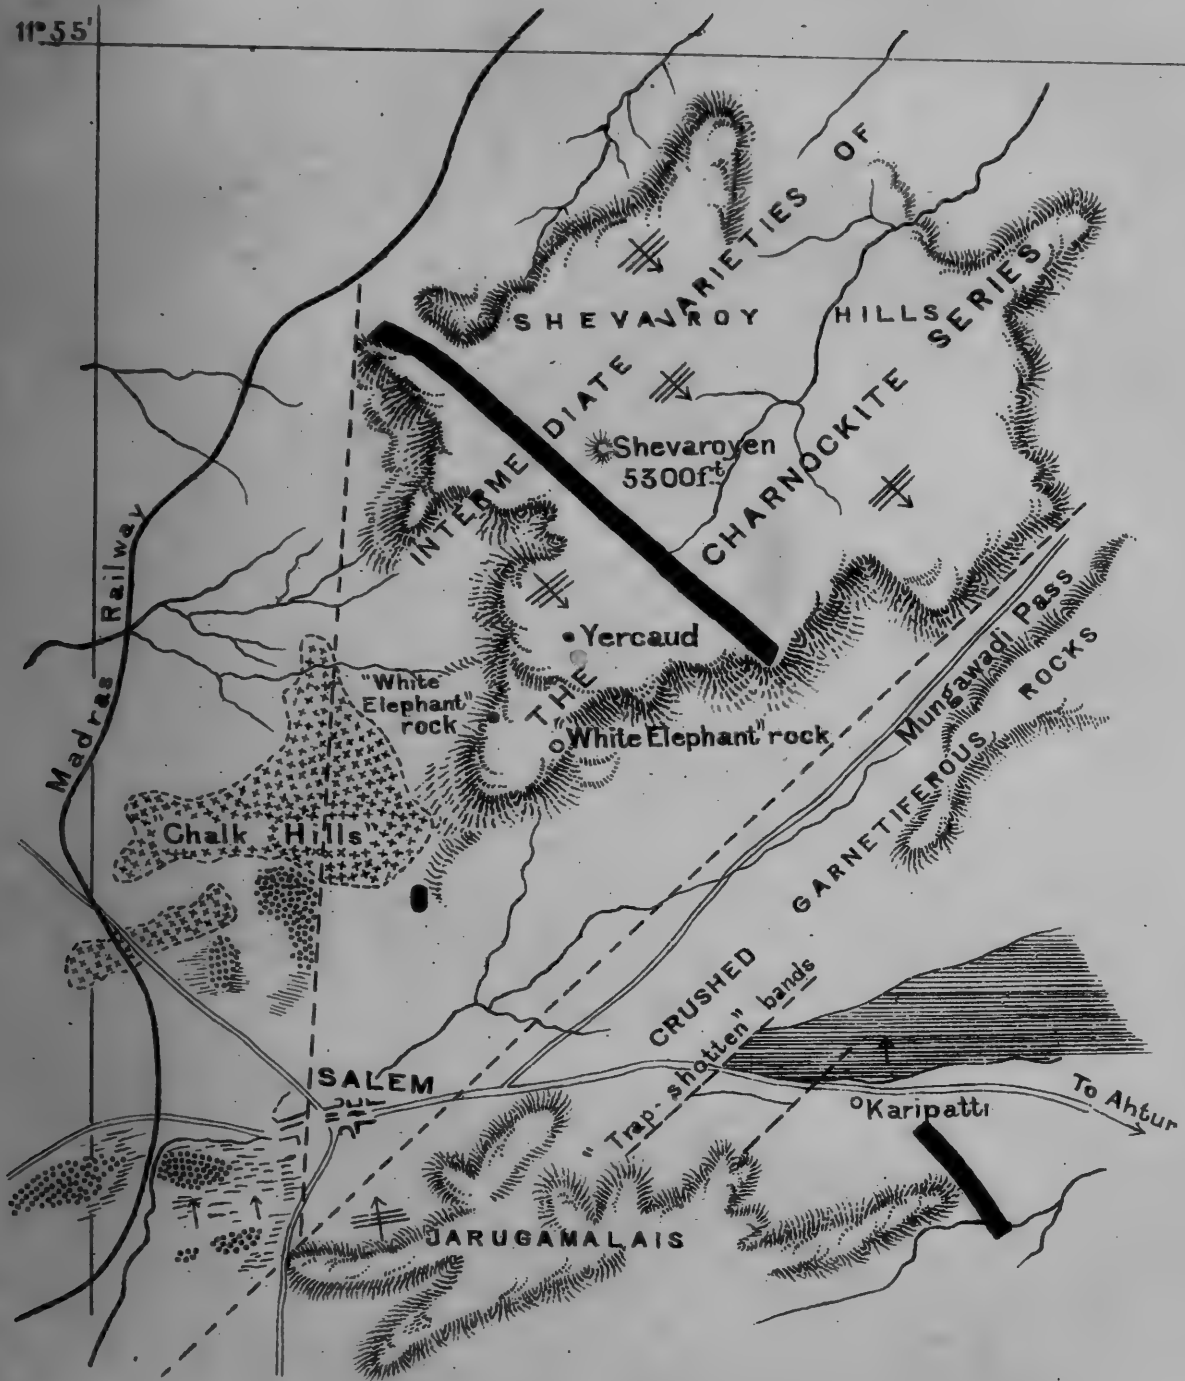 11°55'
THE INTERMEDIATE VARIETIES OF
CHARNOCKITE SERIES
SHEVARROY HILLS
Shevaroyen
5300ft.
Madras Railway
Yercaud
"White
Elephant"
rock
"White Elephant" rock
"Chalk Hills"
Mungawadi Pass
CRUSHED GARNETIFEROUS ROCKS
"Trap-shotten" bands
SALEM
Karipatti
To Ahtur
JARUGAMALAIS